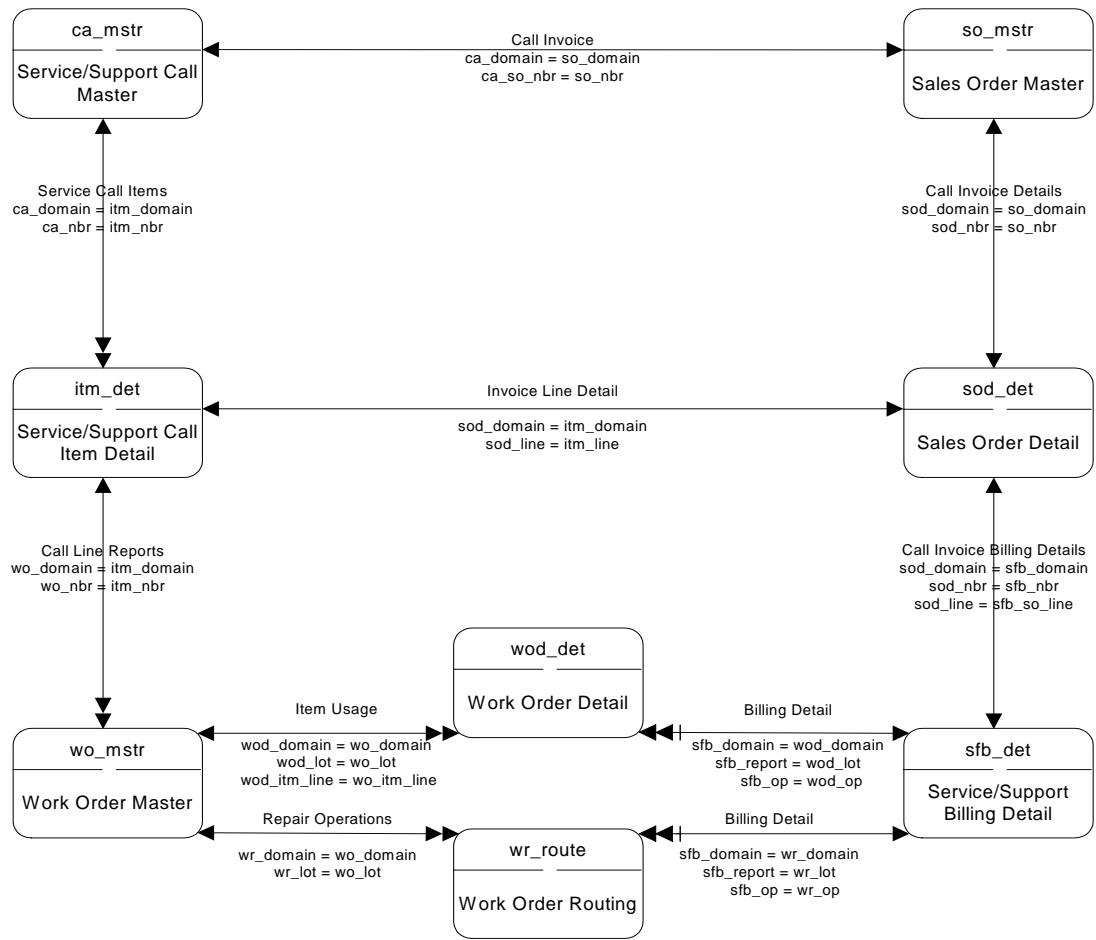 ca_mstr
Service/Support Call
Master
Call Invoice
ca_domain = so_domain
ca_so_nbr = so_nbr
so_mstr
Sales Order Master
Service Call Items
ca_domain = itm_domain
ca_nbr = itm_nbr
Call Invoice Details
sod_domain = so_domain
sod_nbr = so_nbr
itm_det
Service/Support Call
Item Detail
Invoice Line Detail
sod_domain = itm_domain
sod_line = itm_line
sod_det
Sales Order Detail
Call Line Reports
wo_domain = itm_domain
wo_nbr = itm_nbr
Call Invoice Billing Details
sod_domain = sfb_domain
sod_nbr = sfb_nbr
sod_line = sfb_so_line
wod_det
Work Order Detail
wo_mstr
Work Order Master
Item Usage
wod_domain = wo_domain
wod_lot = wo_lot
wod_itm_line = wo_itm_line
Billing Detail
sfb_domain = wod_domain
sfb_report = wod_lot
sfb_op = wod_op
sfb_det
Service/Support
Billing Detail
Repair Operations
wr_domain = wo_domain
wr_lot = wo_lot
wr_route
Work Order Routing
Billing Detail
sfb_domain = wr_domain
sfb_report = wr_lot
sfb_op = wr_op